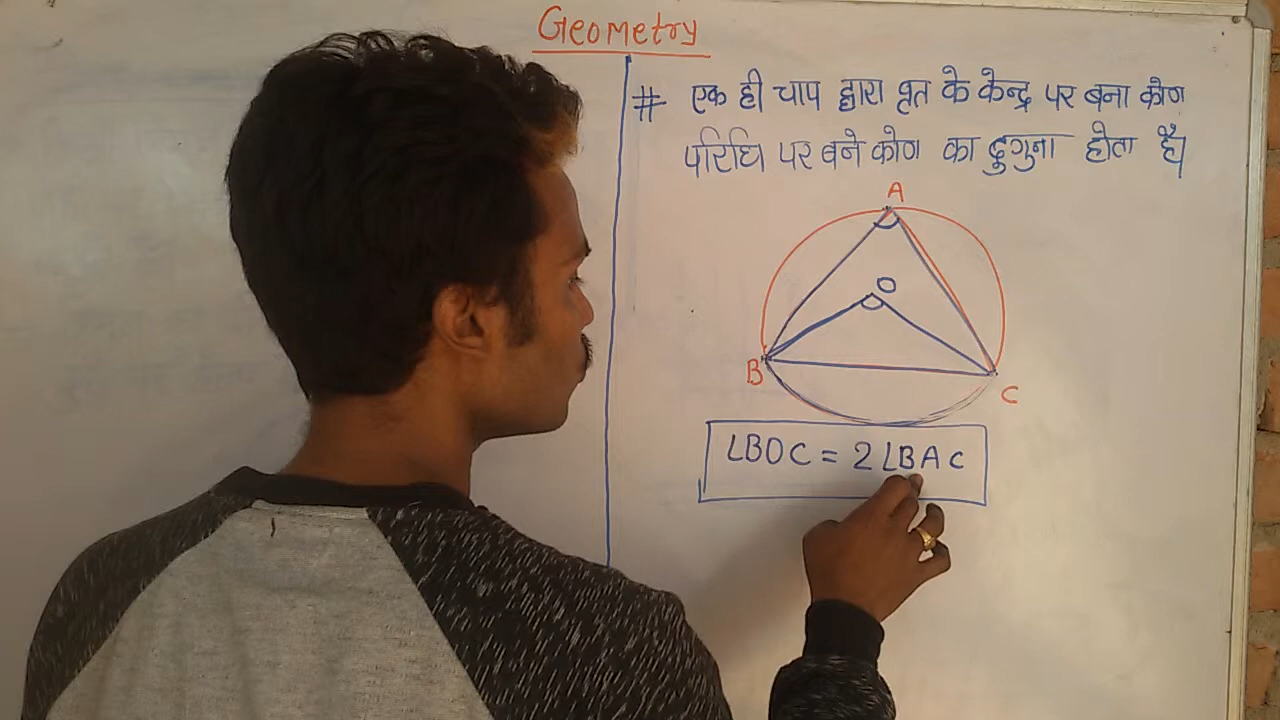 Geometry
# एक ही चाप द्वारा वृत के केन्द्र पर बना कोण
परिधि पर बने कोण का दुगुना होता है।
A
O
B
C
∠BOC = 2∠BAC